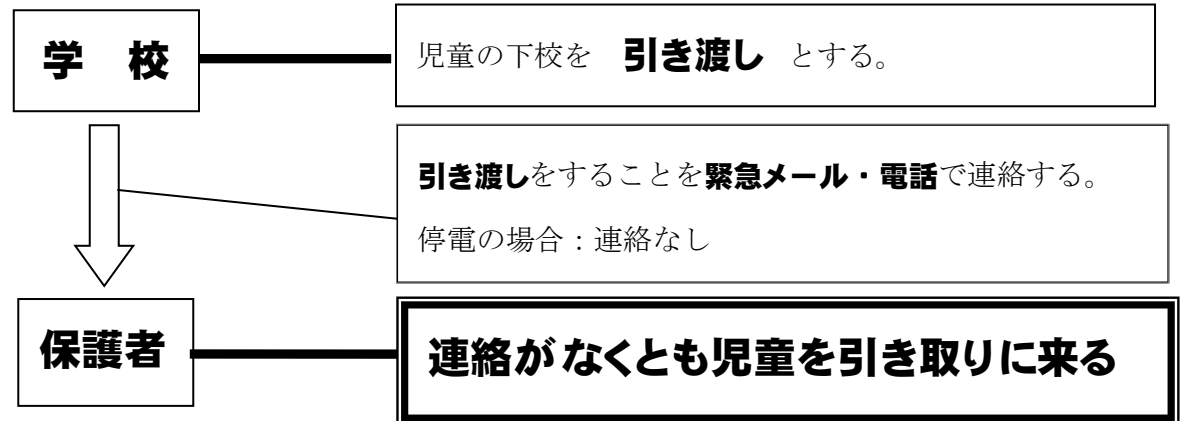 学　校
児童の下校を　引き渡し　とする。
引き渡しをすることを緊急メール・電話で連絡する。
停電の場合：連絡なし
保護者
連絡がなくとも児童を引き取りに来る